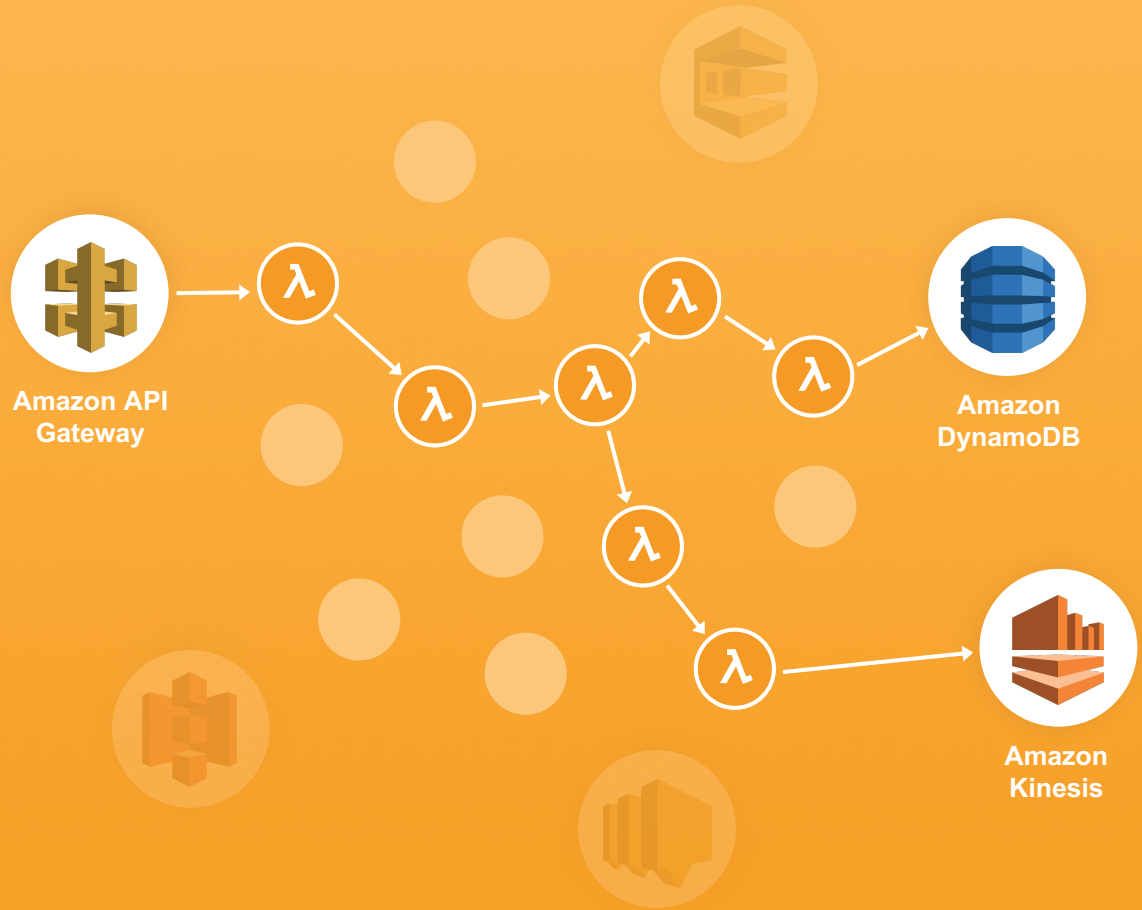 Amazon API
Gateway
λ
λ
λ
λ
λ
λ
λ
Amazon
DynamoDB
Amazon
Kinesis